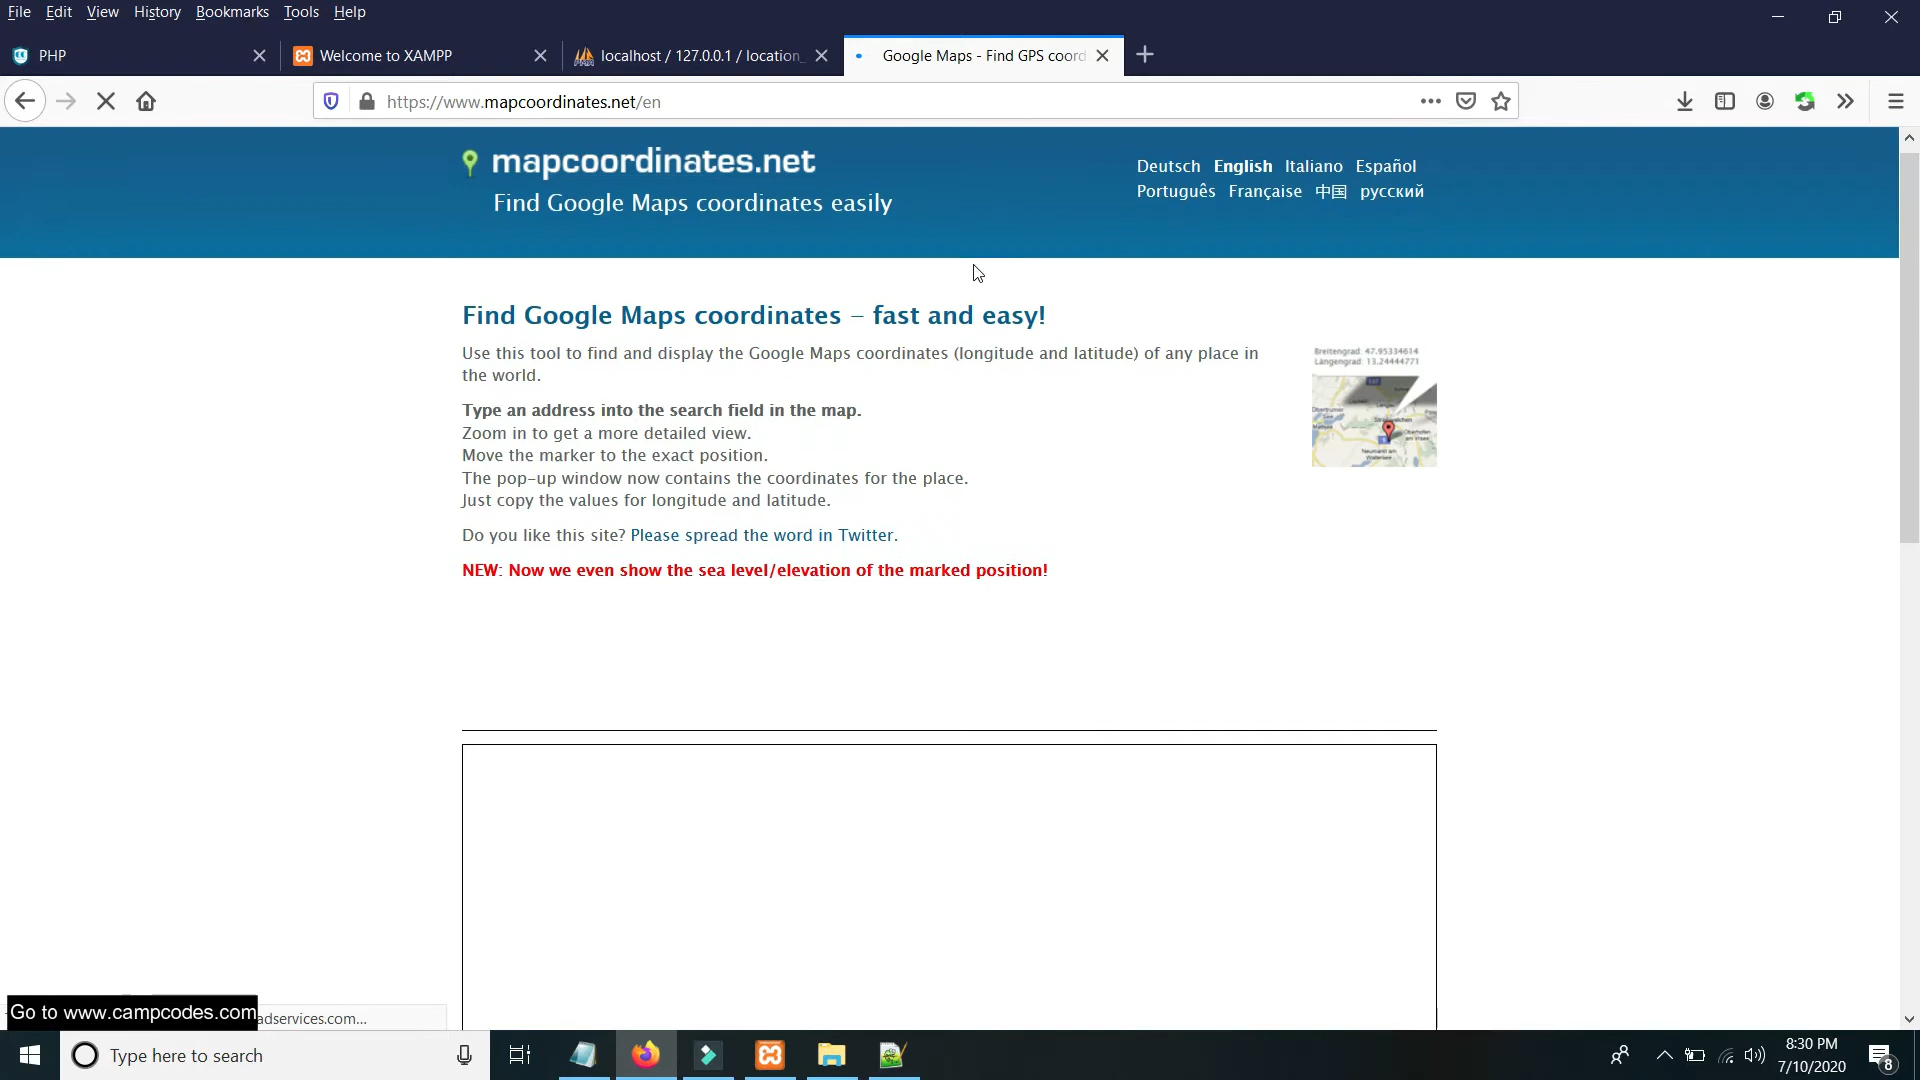 File Edit View History Bookmarks Tools Help
PHP
Welcome to XAMPP
localhost / 127.0.0.1 / location_
Google Maps - Find GPS coord
https://www.mapcoordinates.net/en
mapcoordinates.net
Find Google Maps coordinates easily
Deutsch English Italiano Español
Português Française 中国 русский
Find Google Maps coordinates – fast and easy!
Use this tool to find and display the Google Maps coordinates (longitude and latitude) of any place in
the world.
Breitengrad: 47.95334614
Längengrad: 13.24444771
Type an address into the search field in the map.
Zoom in to get a more detailed view.
Move the marker to the exact position.
The pop-up window now contains the coordinates for the place.
Just copy the values for longitude and latitude.
Do you like this site? Please spread the word in Twitter.
NEW: Now we even show the sea level/elevation of the marked position!
Go to www.campcodes.com
adservices.com...
Type here to search
8:30 PM
7/10/2020
8